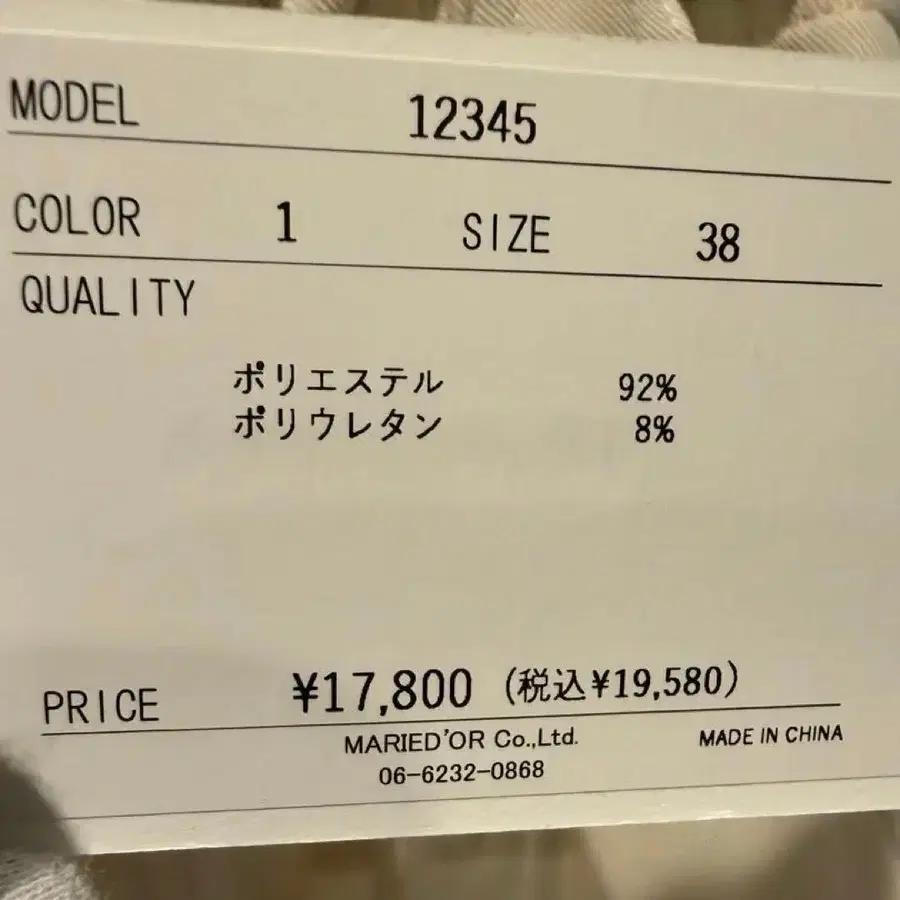 MODEL 12345
COLOR 1 SIZE 38
QUALITY
ポリエステル 92%
ポリウレタン 8%
PRICE ¥17,800 (税込¥19,580)
MARIED'OR Co.,Ltd. MADE IN CHINA
06-6232-0868